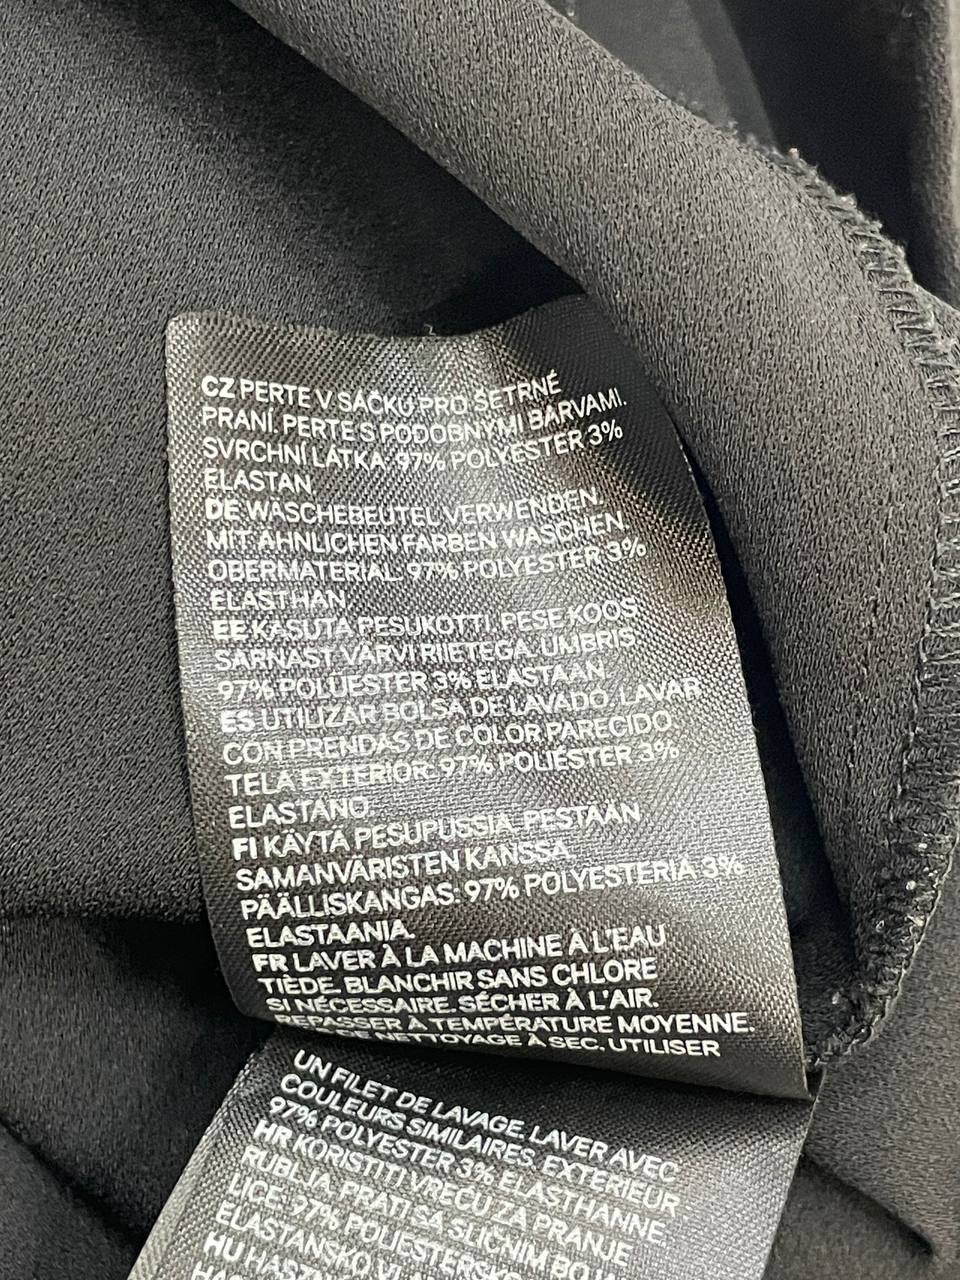 CZ PERTE V SÁČKU PRO ŠETRNÉ
PRANÍ. PERTE S PODOBNÝMI BARVAMI.
SVRCHNÍ LÁTKA: 97% POLYESTER 3%
ELASTAN.
DE WÄSCHEBEUTEL VERWENDEN.
MIT ÄHNLICHEN FARBEN WASCHEN.
OBERMATERIAL: 97% POLYESTER 3%
ELASTHAN.
EE KASUTA PESUKOTTI. PESE KOOS
SARNAST VÄRVI RIIETEGA. ÜMBRIS:
97% POLÜESTER 3% ELASTAAN.
ES UTILIZAR BOLSA DE LAVADO. LAVAR
CON PRENDAS DE COLOR PARECIDO.
TELA EXTERIOR: 97% POLIÉSTER 3%
ELASTANO.
FI KÄYTÄ PESUPUSSIA. PESTÄÄN
SAMANVÄRISTEN KANSSA.
PÄÄLLISKANGAS: 97% POLYESTERIÄ 3%
ELASTAANIA.
FR LAVER À LA MACHINE À L'EAU
TIÈDE. BLANCHIR SANS CHLORE
SI NÉCESSAIRE. SÉCHER À L'AIR.
REPASSER À TEMPÉRATURE MOYENNE.
NETTOYAGE À SEC. UTILISER
UN FILET DE LAVAGE. LAVER AVEC
COULEURS SIMILAIRES. EXTÉRIEUR
97% POLYESTER 3% ÉLASTHANNE.
HR KORISTITI VREĆU ZA PRANJE
RUBLJA. PRATI SA SLIČNIM BOJA
LICE: 97% POLIESTERSKO
ELASTANSKO
HU